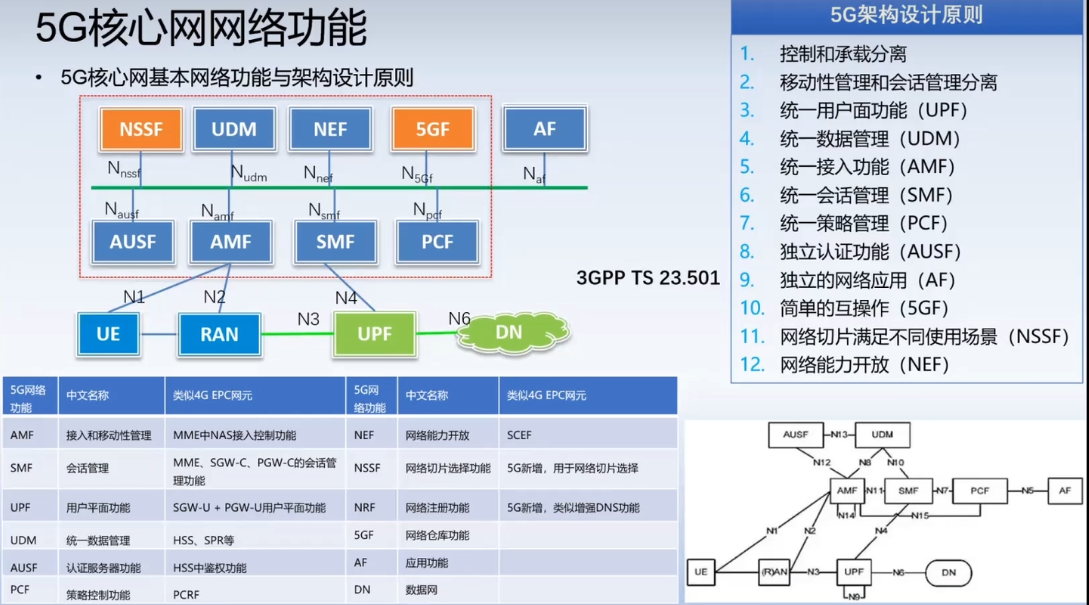 5G核心网网络功能
• 5G核心网基本网络功能与架构设计原则
NSSF UDM NEF 5GF AF
Nnssf Nudm Nnef N5Gf Naf
Nausf Namf Nsmf Npcf
AUSF AMF SMF PCF
3GPP TS 23.501
N1 N2 N4
UE RAN N3 UPF N6 DN
5G架构设计原则
1. 控制和承载分离
2. 移动性管理和会话管理分离
3. 统一用户面功能（UPF）
4. 统一数据管理（UDM）
5. 统一接入功能（AMF）
6. 统一会话管理（SMF）
7. 统一策略管理（PCF）
8. 独立认证功能（AUSF）
9. 独立的网络应用（AF）
10. 简单的互操作（5GF）
11. 网络切片满足不同使用场景（NSSF）
12. 网络能力开放（NEF）
5G网络功能 中文名称 类似4G EPC网元 5G网络功能 中文名称 类似4G EPC网元
AMF 接入和移动性管理 MME中NAS接入控制功能 NEF 网络能力开放 SCEF
SMF 会话管理 MME、SGW-C、PGW-C的会话管理功能 NSSF 网络切片选择功能 5G新增，用于网络切片选择
UPF 用户平面功能 SGW-U + PGW-U用户平面功能 NRF 网络注册功能 5G新增，类似增强DNS功能
UDM 统一数据管理 HSS、SPR等 5GF 网络仓库功能
AUSF 认证服务器功能 HSS中鉴权功能 AF 应用功能
PCF 策略控制功能 PCRF DN 数据网
AUSF N13 UDM
N12 N8 N10
AMF N11 SMF N7 PCF N5 AF
N14 N15
N1 N2 N4
UE (R)AN N3 UPF N6 DN
N9